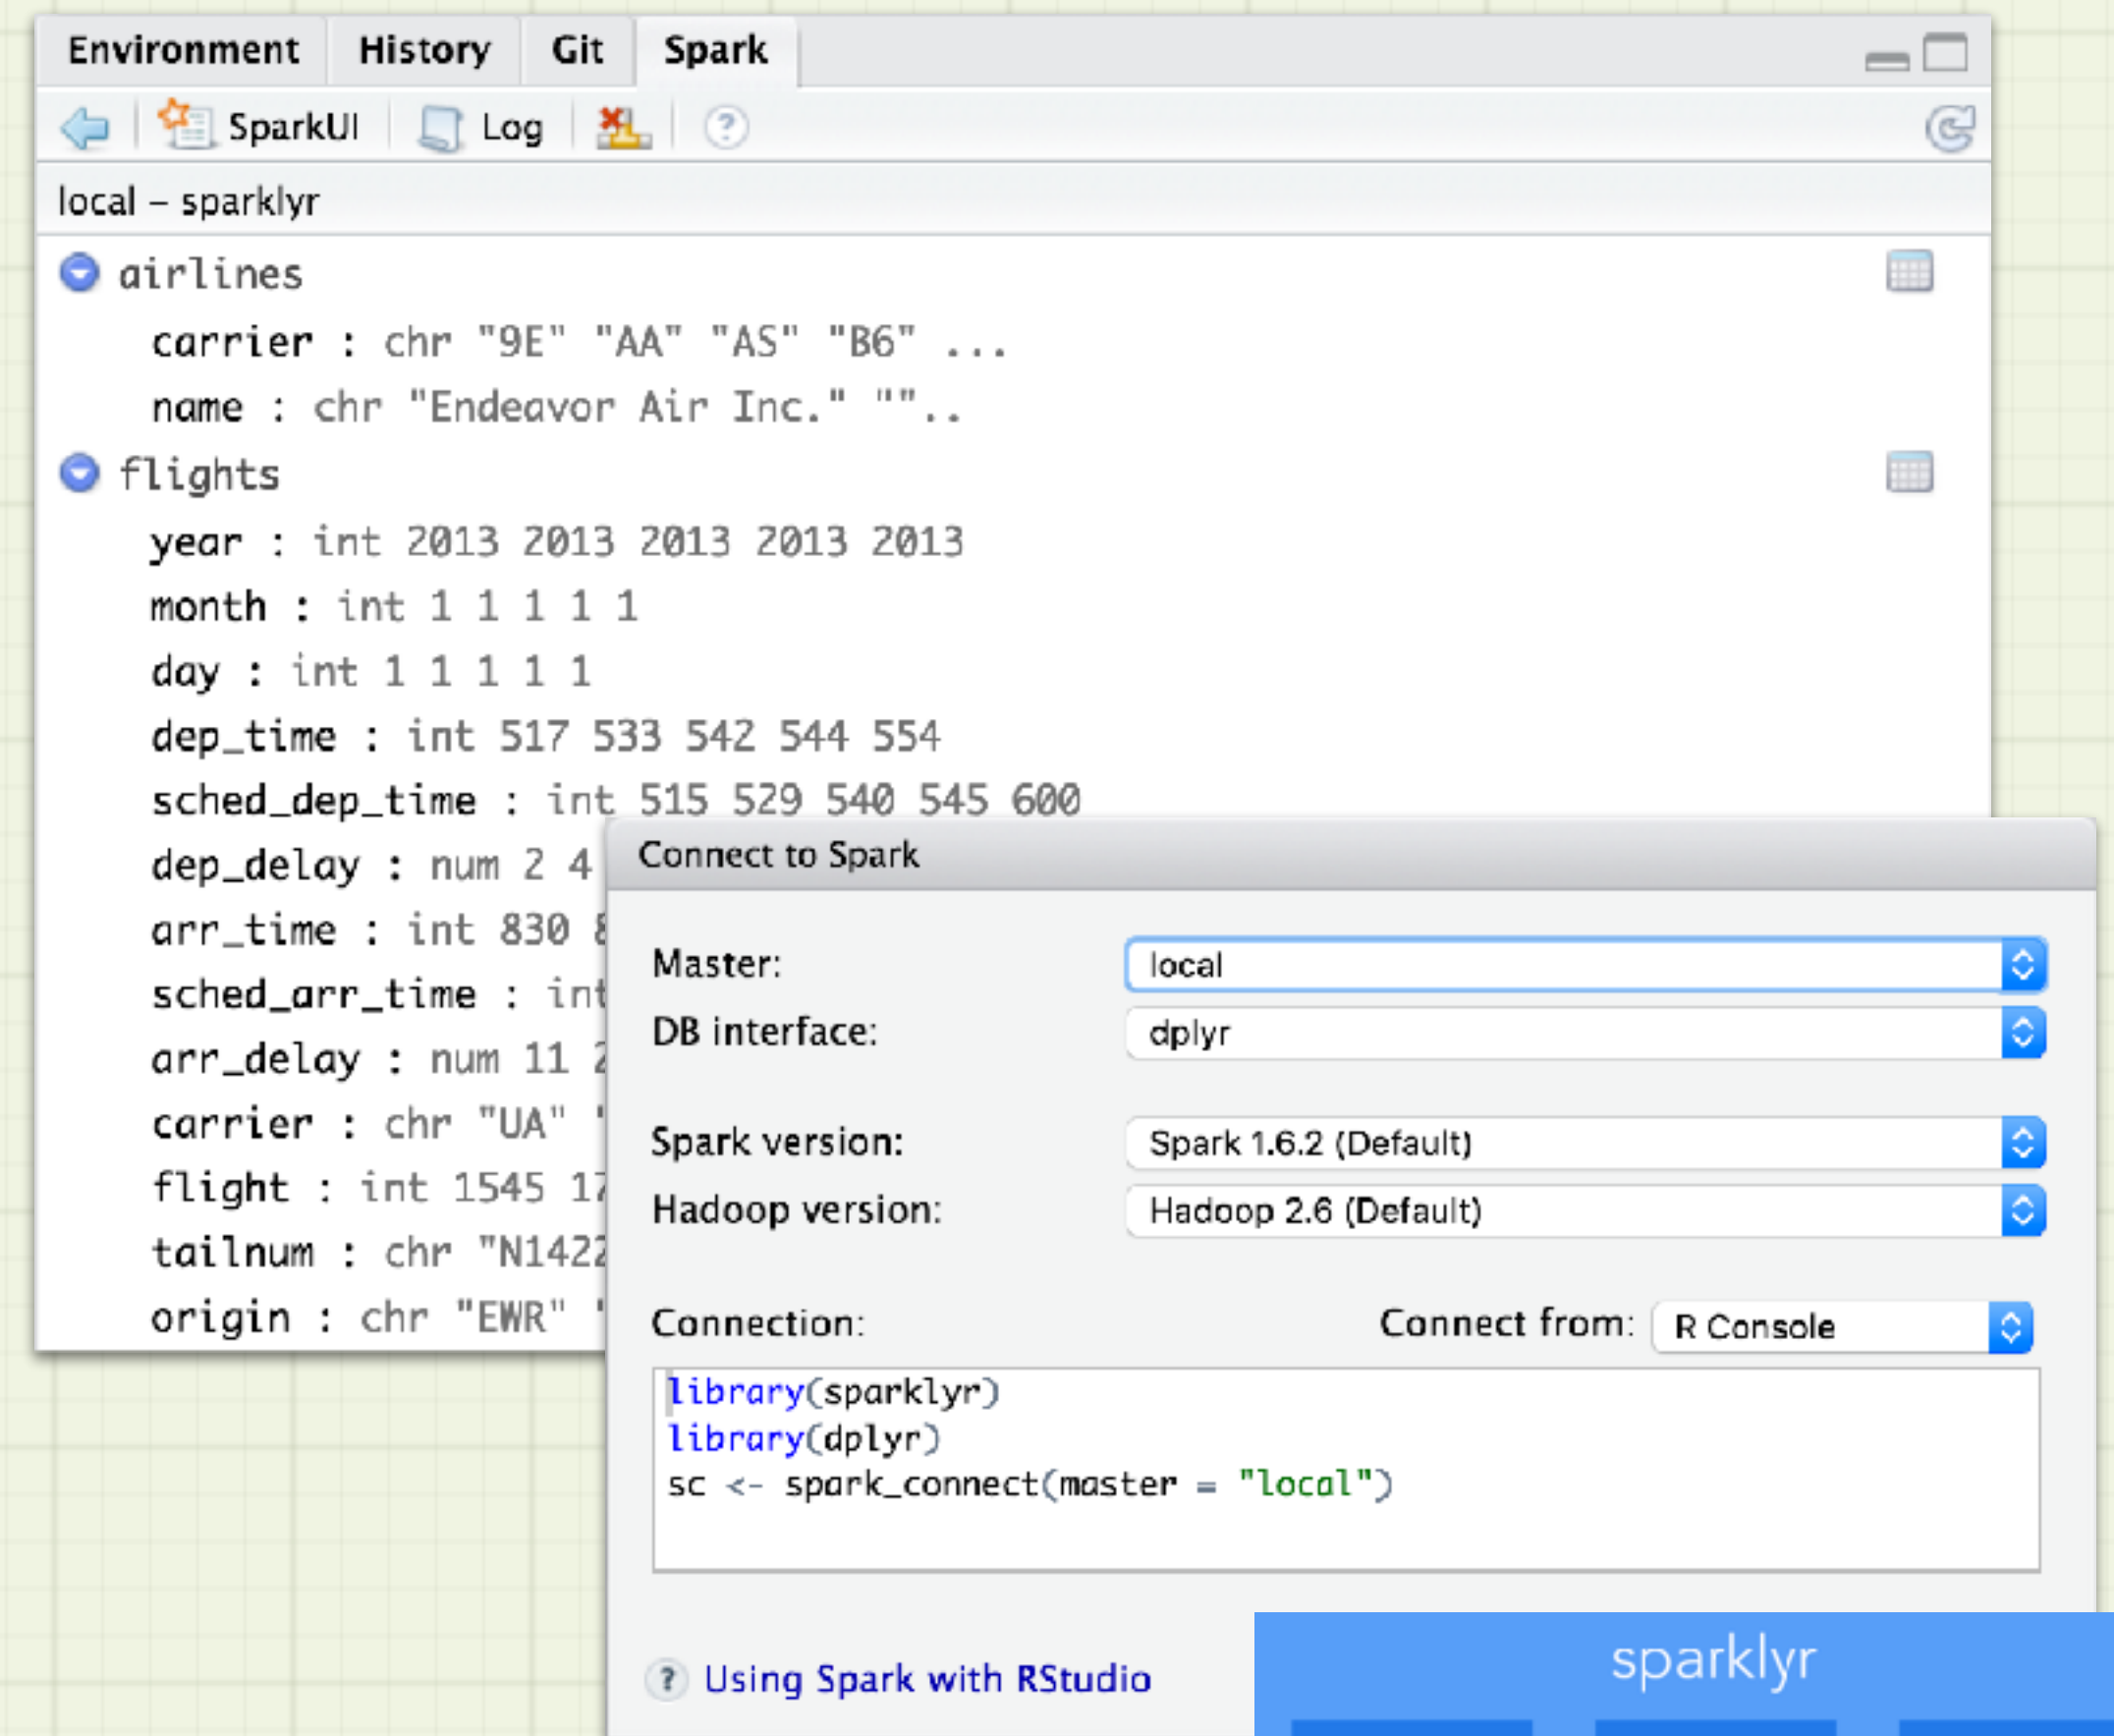 Environment History Git Spark
SparkUI Log
local – sparklyr
airlines
carrier : chr "9E" "AA" "AS" "B6" ...
name : chr "Endeavor Air Inc." ""..
flights
year : int 2013 2013 2013 2013 2013
month : int 1 1 1 1 1
day : int 1 1 1 1 1
dep_time : int 517 533 542 544 554
sched_dep_time : int 515 529 540 545 600
dep_delay : num 2 4
arr_time : int 830
sched_arr_time : int
arr_delay : num 11
carrier : chr "UA"
flight : int 1545
tailnum : chr
origin : chr "EWR"
Connect to Spark
Master: local
DB interface: dplyr
Spark version: Spark 1.6.2 (Default)
Hadoop version: Hadoop 2.6 (Default)
Connection: Connect from: R Console
library(sparklyr)
library(dplyr)
sc <- spark_connect(master = "local")
? Using Spark with RStudio
sparklyr